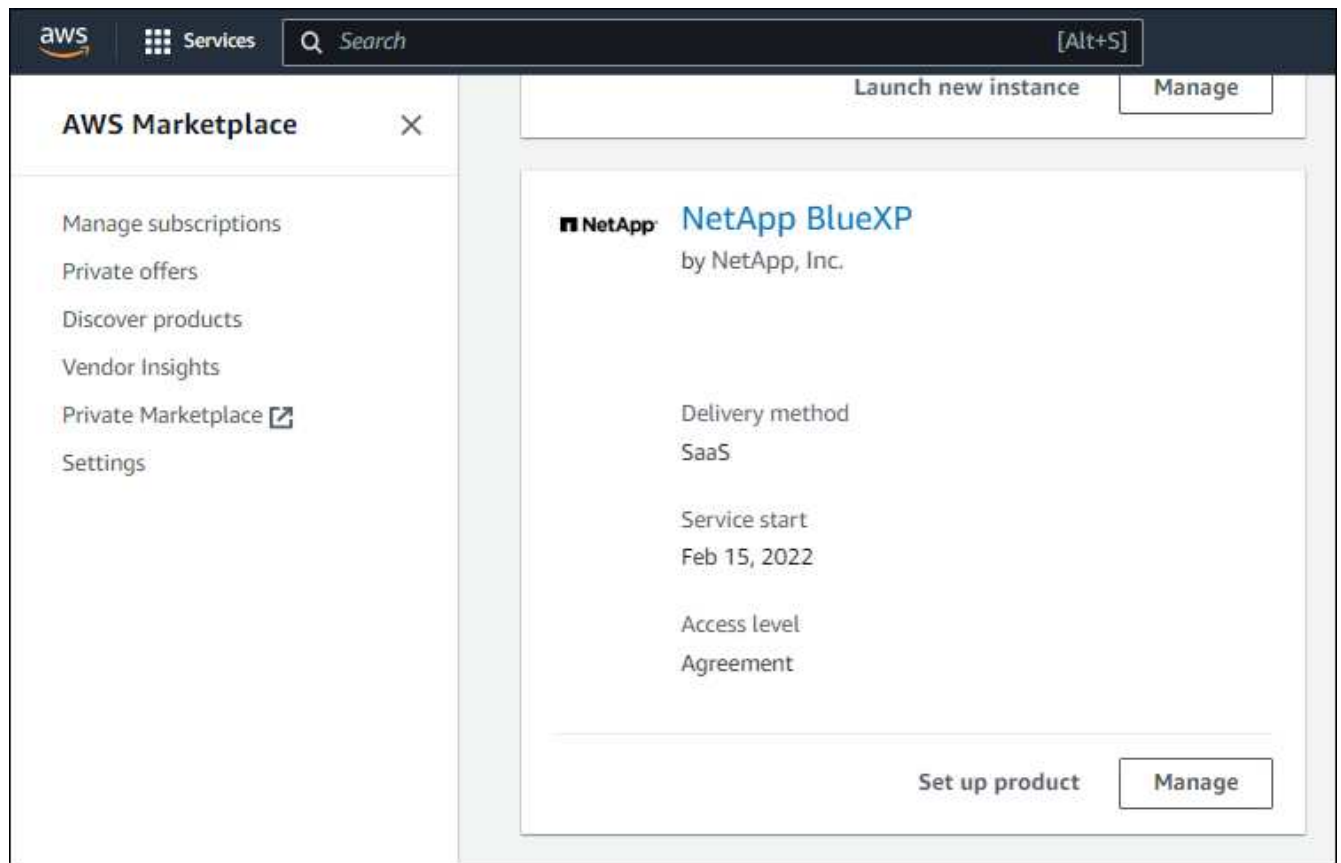 aws
Services
Search
[Alt+S]
AWS Marketplace
Manage subscriptions
Private offers
Discover products
Vendor Insights
Private Marketplace
Settings
Launch new instance
Manage
NetApp
NetApp BlueXP
by NetApp, Inc.
Delivery method
SaaS
Service start
Feb 15, 2022
Access level
Agreement
Set up product
Manage